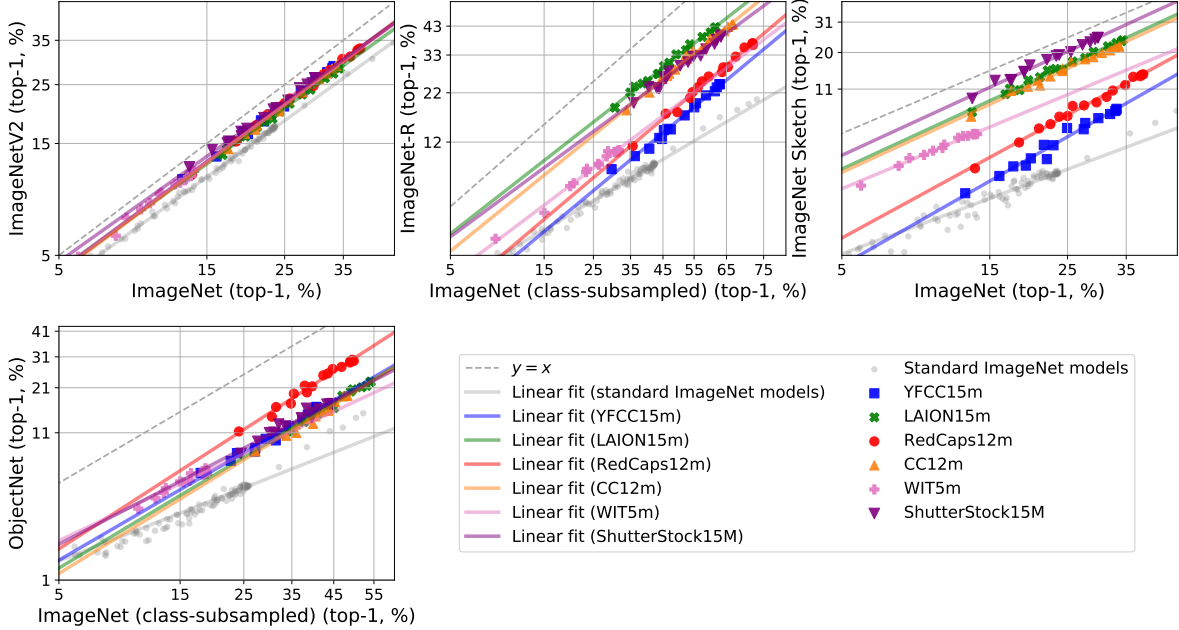 ImageNetV2 (top-1, %)
35
25
15
5
5 15 25 35
ImageNet (top-1, %)
ImageNet-R (top-1, %)
43
33
22
12
5 15 25 35 45 55 65 75
ImageNet (class-subsampled) (top-1, %)
ImageNet Sketch (top-1, %)
31
20
11
5 15 25 35
ImageNet (top-1, %)
ObjectNet (top-1, %)
41
31
21
11
1
5 15 25 35 45 55
ImageNet (class-subsampled) (top-1, %)
y = x
Linear fit (standard ImageNet models)
Linear fit (YFCC15m)
Linear fit (LAION15m)
Linear fit (RedCaps12m)
Linear fit (CC12m)
Linear fit (WIT5m)
Linear fit (ShutterStock15M)
Standard ImageNet models
YFCC15m
LAION15m
RedCaps12m
CC12m
WIT5m
ShutterStock15M